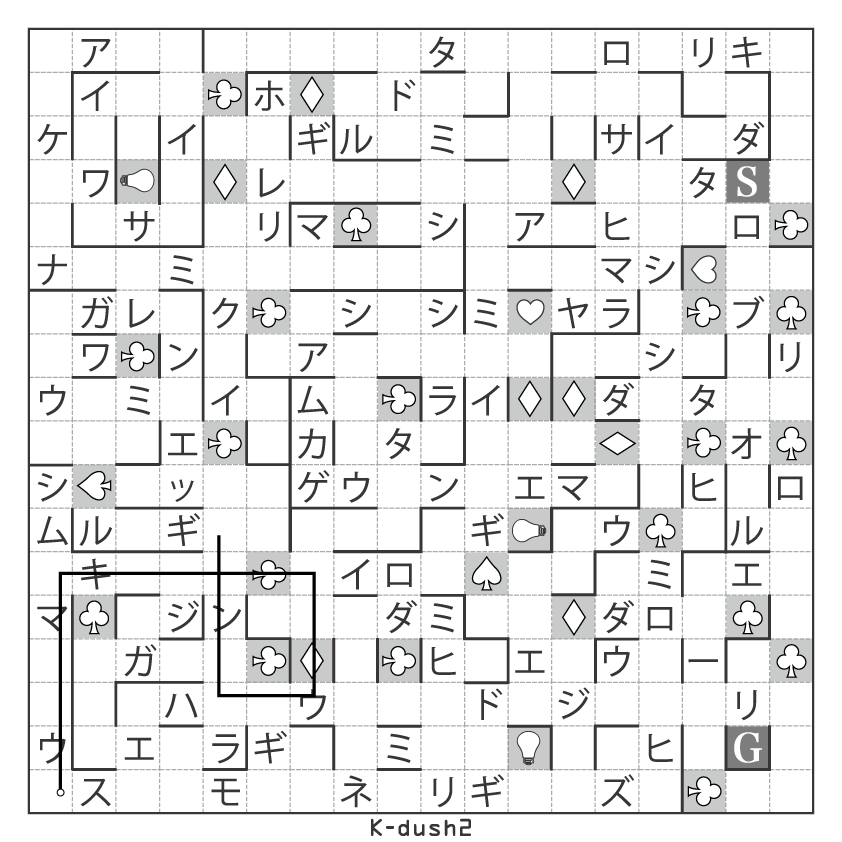 ア タ ロ リ キ
イ ホ ド
ケ イ ギ ル ミ サ イ ダ
ワ レ タ S
サ リ マ シ ア ヒ ロ
ナ ミ マ シ
ガ レ ク シ シ ミ ヤ ラ ブ
ワ ン ア シ リ
ウ ミ イ ム ラ イ ダ タ
エ カ タ オ
シ ッ ゲ ウ ン エ マ ヒ ロ
ム ル ギ ギ ウ ル
キ イ ロ ミ エ
マ ジ ン ダ ミ ダ ロ
ガ ヒ エ ウ ー
ハ ウ ド ジ リ
ウ エ ラ ギ ミ ヒ G
ス モ ネ リ ギ ズ
K-dush2